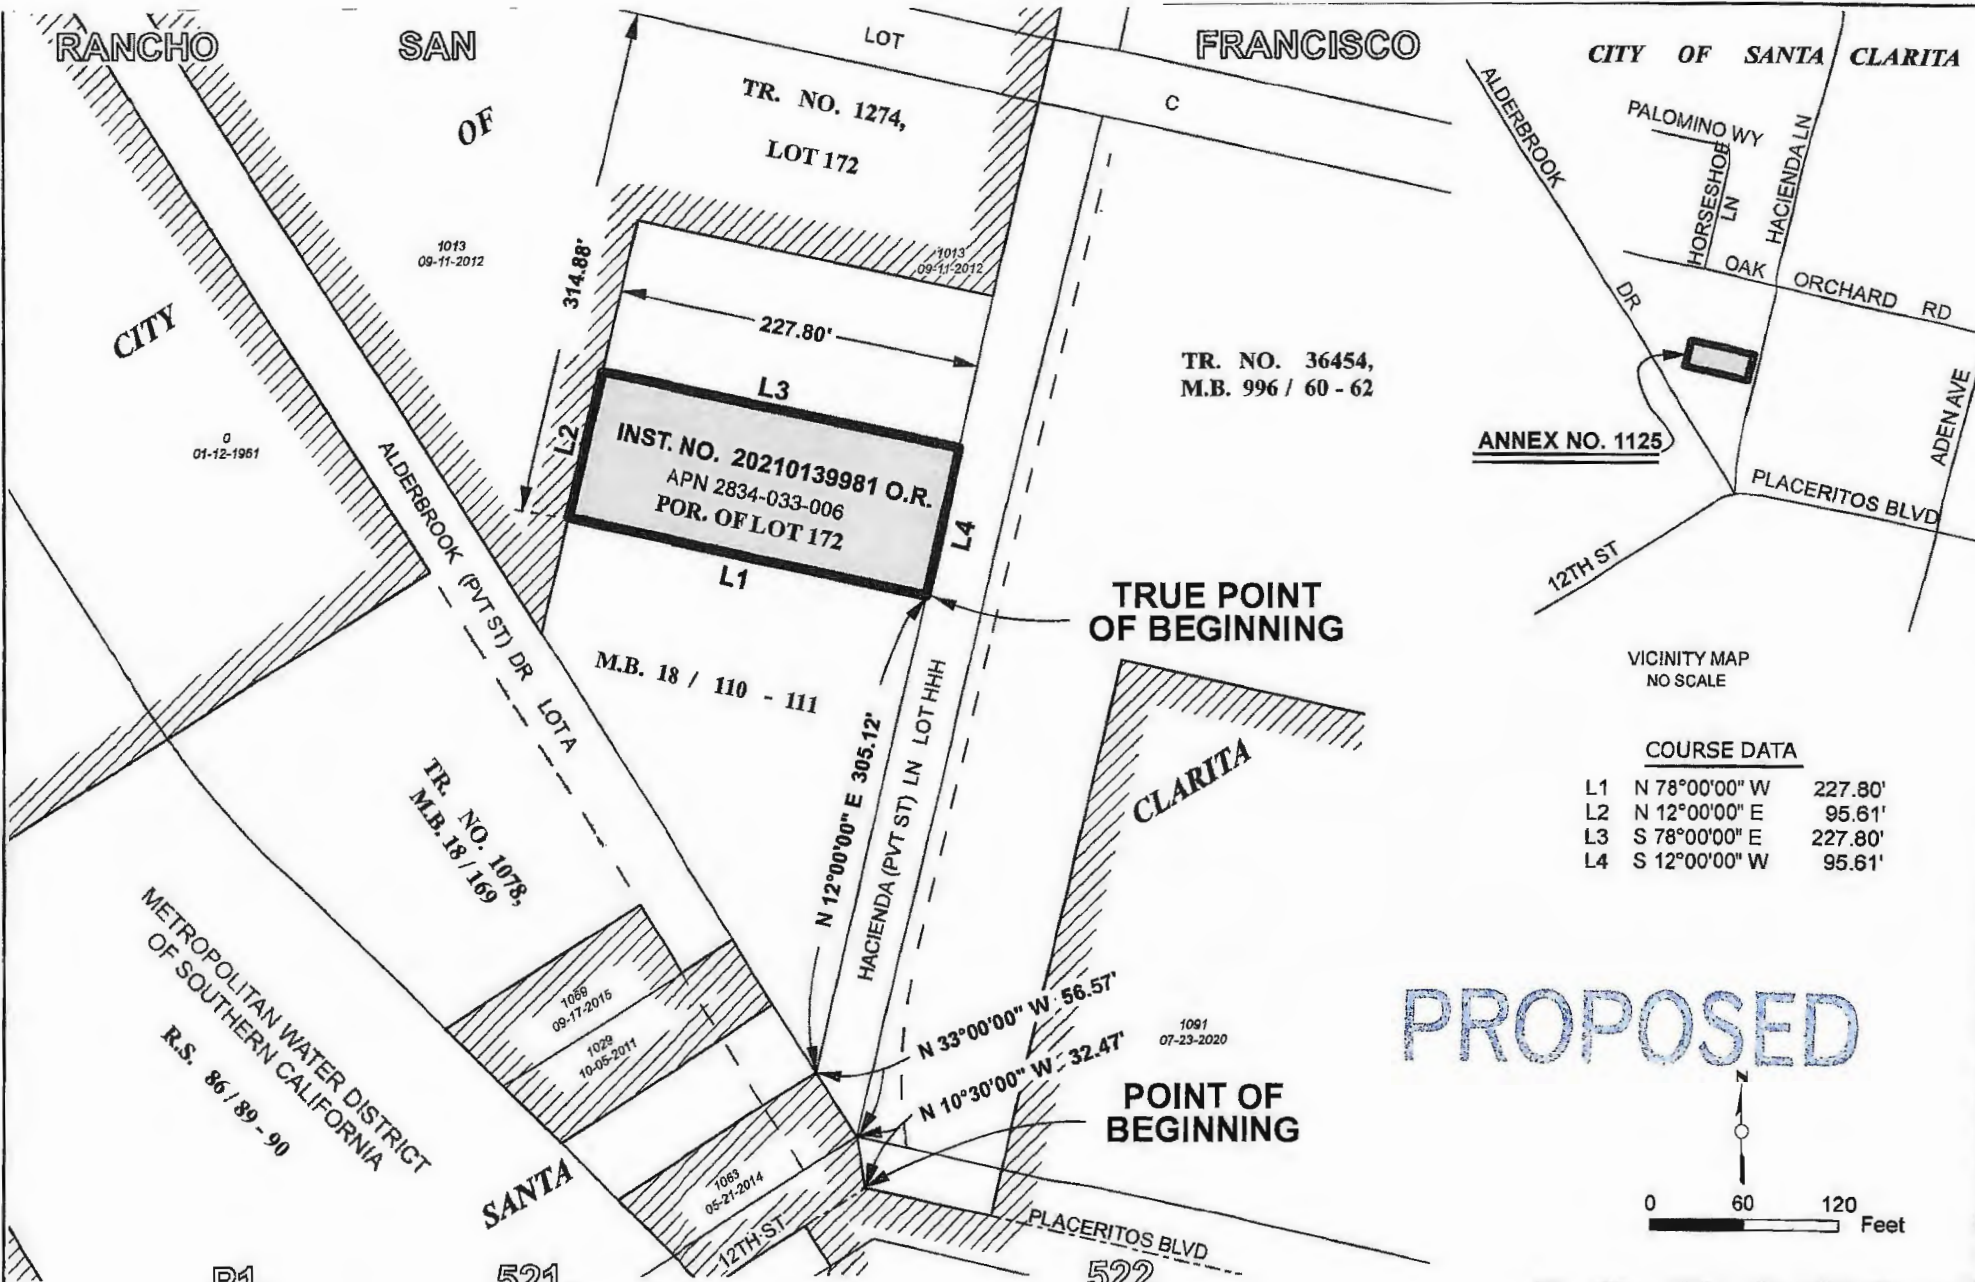 RANCHO SAN FRANCISCO
LOT
C
OF
TR. NO. 1274,
LOT 172
1013
09-11-2012
1013
09-11-2012
CITY
314.88'
227.80'
0
01-12-1961
L3
L2
INST. NO. 20210139981 O.R.
APN 2834-033-006
POR. OF LOT 172
L4
L1
TR. NO. 36454,
M.B. 996 / 60 - 62
TRUE POINT
OF BEGINNING
ALDERBROOK (PVT ST) DR LOT A
M.B. 18 / 110 - 111
N 12°00'00" E 305.12'
HACIENDA (PVT ST) LN LOT HHH
CLARITA
TR. NO. 1078,
M.B. 18 / 169
METROPOLITAN WATER DISTRICT
OF SOUTHERN CALIFORNIA
R.S. 86 / 89 - 90
1068
09-17-2015
1029
10-05-2011
1063
05-21-2014
N 33°00'00" W 56.57'
N 10°30'00" W 32.47'
1091
07-23-2020
POINT OF
BEGINNING
SANTA
12TH ST
PLACERITOS BLVD
521
522
CITY OF SANTA CLARITA
ALDERBROOK
DR
PALOMINO WY
HORSESHOE
LN
HACIENDA LN
OAK ORCHARD RD
ADEN AVE
ANNEX NO. 1125
PLACERITOS BLVD
12TH ST
VICINITY MAP
NO SCALE
COURSE DATA
L1 N 78°00'00" W 227.80'
L2 N 12°00'00" E 95.61'
L3 S 78°00'00" E 227.80'
L4 S 12°00'00" W 95.61'
PROPOSED
N
0 60 120
Feet